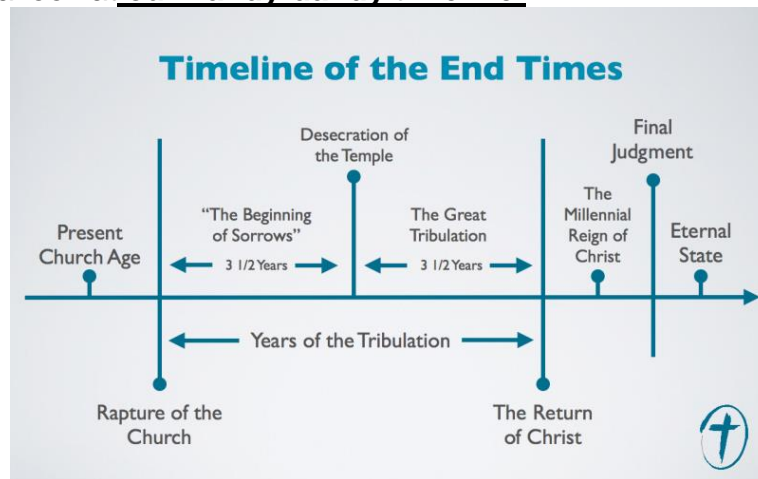 Timeline of the End Times
Desecration of
the Temple
Final
Judgment
"The Beginning
of Sorrows"
The Great
Tribulation
The
Millennial
Reign of
Christ
Present
Church Age
Eternal
State
3 1/2 Years
3 1/2 Years
Years of the Tribulation
Rapture of the
Church
The Return
of Christ